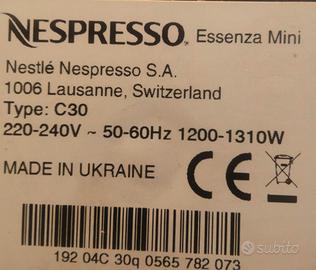 NESPRESSO. Essenza Mini
Nestlé Nespresso S.A.
1006 Lausanne, Switzerland
Type: C30
220-240V ~ 50-60Hz 1200-1310W
MADE IN UKRAINE
CE
subito
192 04C 30q 0565 782 073